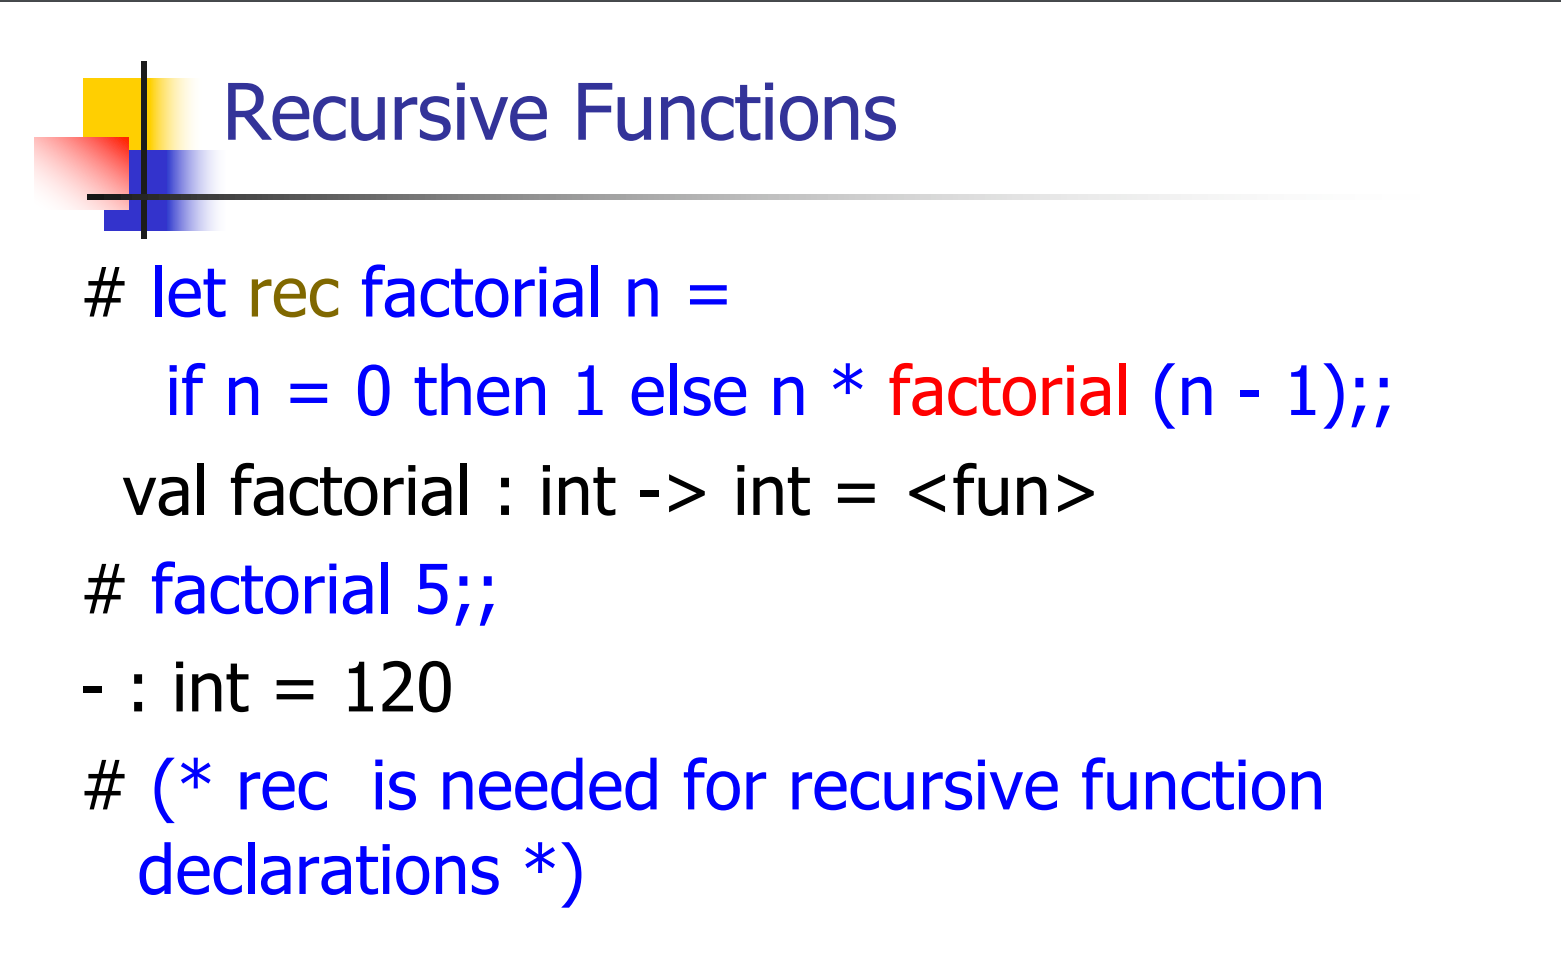 Recursive Functions
# let rec factorial n =
if n = 0 then 1 else n * factorial (n - 1);;
val factorial : int -> int = <fun>
# factorial 5;;
- : int = 120
# (* rec  is needed for recursive function
declarations *)